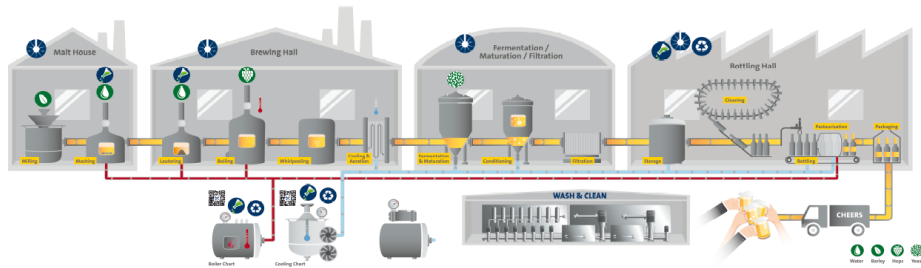 Malt House
Brewing Hall
Fermentation /
Maturation / Filtration
Bottling Hall
Cleaning
Pasteurisation
Packaging
Milling
Mashing
Lautering
Boiling
Whirlpooling
Cooling &
Aeration
Fermentation
& Maturation
Conditioning
Filtration
Storage
Bottling
WASH & CLEAN
CHEERS
Boiler Chart
Cooling Chart
Water
Barley
Hops
Yeast